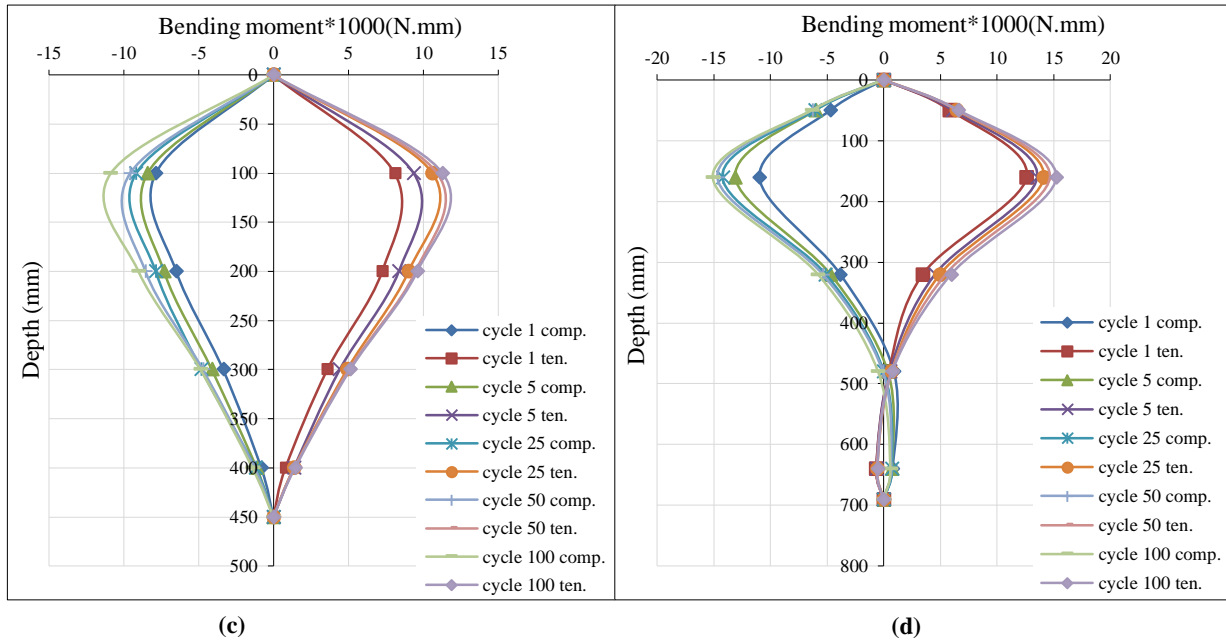 Bending moment*1000(N.mm)
-15 -10 -5 0 5 10 15
0
50
100
150
200
250
300
350
400
450
500
Depth (mm)
cycle 1 comp.
cycle 1 ten.
cycle 5 comp.
cycle 5 ten.
cycle 25 comp.
cycle 25 ten.
cycle 50 comp.
cycle 50 ten.
cycle 100 comp.
cycle 100 ten.
(c)
Bending moment*1000(N.mm)
-20 -15 -10 -5 0 5 10 15 20
0
100
200
300
400
500
600
700
800
Depth (mm)
cycle 1 comp.
cycle 1 ten.
cycle 5 comp.
cycle 5 ten.
cycle 25 comp.
cycle 25 ten.
cycle 50 comp.
cycle 50 ten.
cycle 100 comp.
cycle 100 ten.
(d)